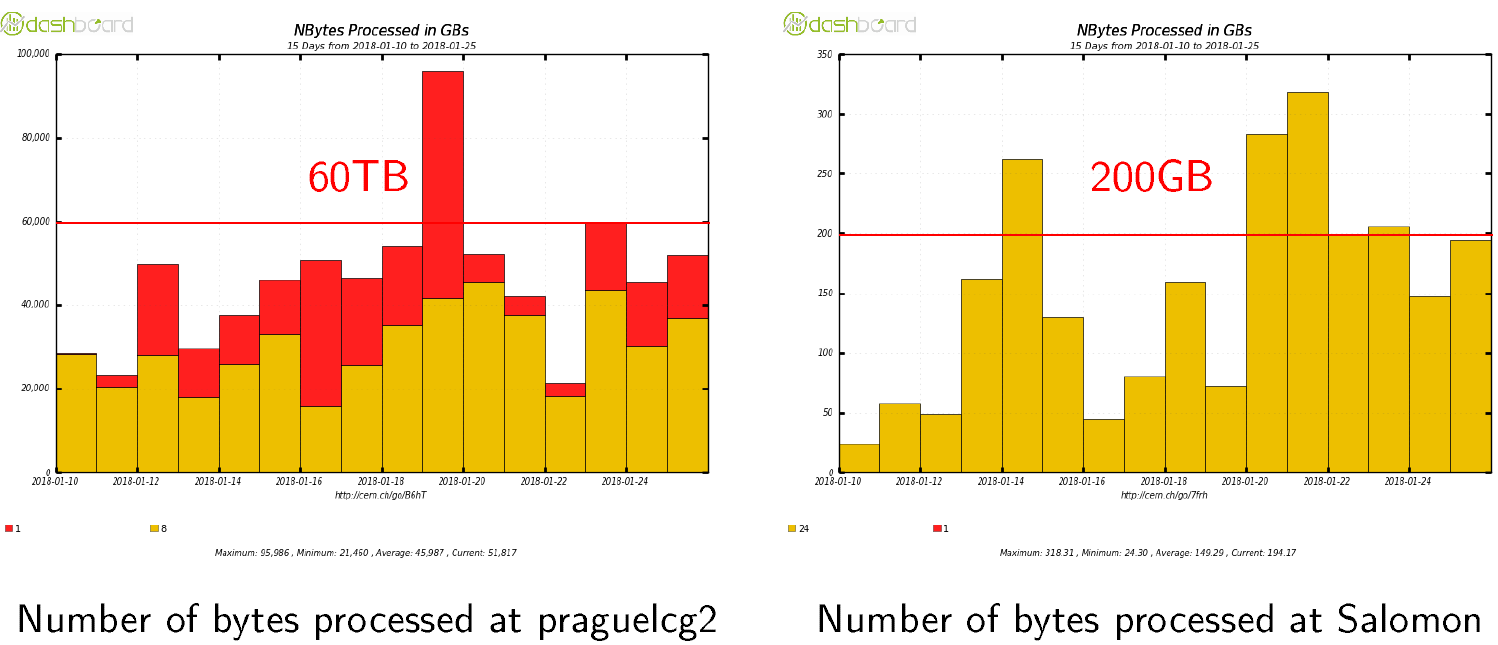 dashboard
NBytes Processed in GBs
15 Days from 2018-01-10 to 2018-01-25
100,000
80,000
60,000
40,000
20,000
0
60TB
2018-01-10 2018-01-12 2018-01-14 2018-01-16 2018-01-18 2018-01-20 2018-01-22 2018-01-24
http://cern.ch/go/B6hT
1 8
Maximum: 95,986 , Minimum: 21,460 , Average: 45,987 , Current: 51,817
Number of bytes processed at praguelcg2
dashboard
NBytes Processed in GBs
15 Days from 2018-01-10 to 2018-01-25
350
300
250
200
150
100
50
0
200GB
2018-01-10 2018-01-12 2018-01-14 2018-01-16 2018-01-18 2018-01-20 2018-01-22 2018-01-24
http://cern.ch/go/7frh
24 1
Maximum: 318.31 , Minimum: 24.30 , Average: 149.29 , Current: 194.17
Number of bytes processed at Salomon